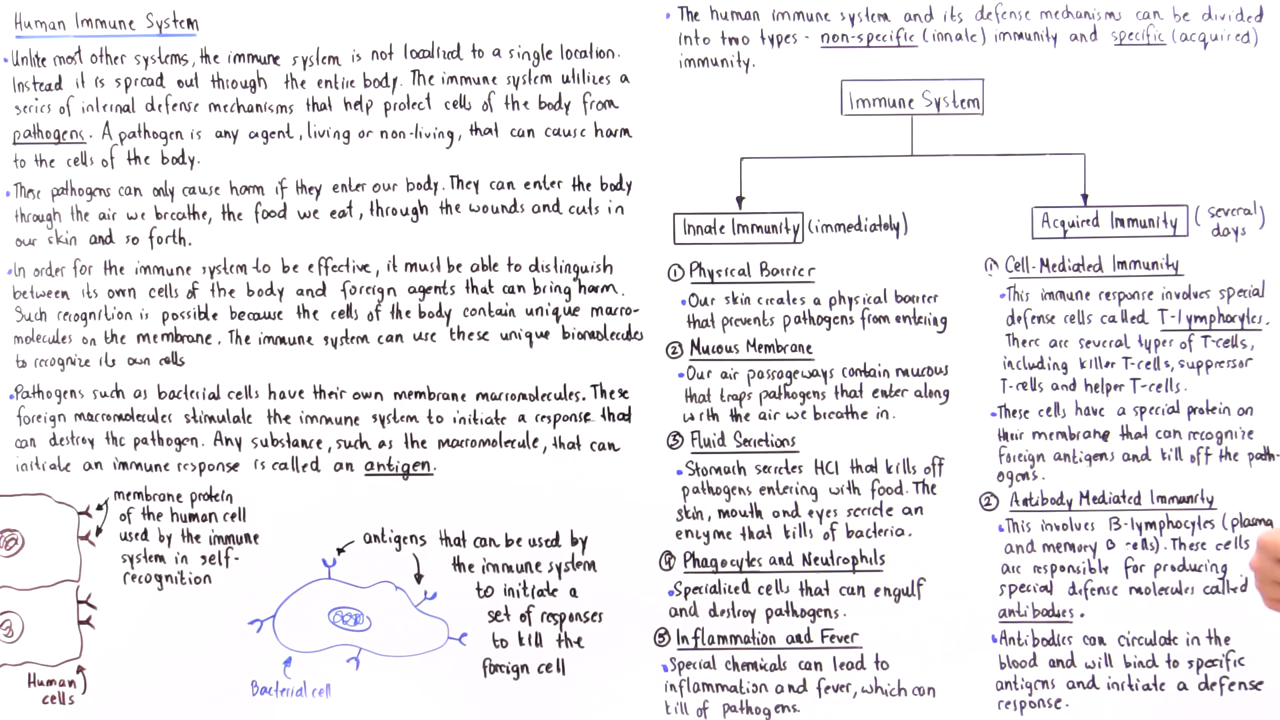 Human Immune System
• Unlike most other systems, the immune system is not localized to a single location.
Instead it is spread out through the entire body. The immune system utilizes a
series of internal defense mechanisms that help protect cells of the body from
pathogens. A pathogen is any agent, living or non-living, that can cause harm
to the cells of the body.
• These pathogens can only cause harm if they enter our body. They can enter the body
through the air we breathe, the food we eat, through the wounds and cuts in
our skin and so forth.
• In order for the immune system to be effective, it must be able to distinguish
between its own cells of the body and foreign agents that can bring harm.
Such recognition is possible because the cells of the body contain unique macro-
molecules on the membrane. The immune system can use these unique biomolecules
to recognize its own cells
• Pathogens such as bacterial cells have their own membrane macromolecules. These
foreign macromolecules stimulate the immune system to initiate a response that
can destroy the pathogen. Any substance, such as the macromolecule, that can
initiate an immune response is called an antigen.
membrane protein
of the human cell
used by the immune
system in self-
recognition
Human
cells
antigens that can be used by
the immune system
to initiate a
set of responses
to kill the
foreign cell
Bacterial cell
• The human immune system and its defense mechanisms can be divided
into two types - non-specific (innate) immunity and specific (acquired)
immunity.
Immune System
Innate Immunity (immediately)
① Physical Barrier
• Our skin creates a physical barrier
that prevents pathogens from entering
② Mucous Membrane
• Our air passageways contain mucous
that traps pathogens that enter along
with the air we breathe in.
③ Fluid Secretions
• Stomach secretes HCl that kills off
pathogens entering with food. The
skin, mouth and eyes secrete an
enzyme that kills of bacteria.
④ Phagocytes and Neutrophils
• Specialized cells that can engulf
and destroy pathogens.
⑤ Inflammation and Fever
• Special chemicals can lead to
inflammation and fever, which can
kill of pathogens.
Acquired Immunity (several
days)
① Cell-Mediated Immunity
• This immune response involves special
defense cells called T-lymphocytes.
There are several types of T-cells,
including killer T-cells, suppressor
T-cells and helper T-cells.
• These cells have a special protein on
their membrane that can recognize
foreign antigens and kill off the path-
ogens.
② Antibody Mediated Immunity
• This involves B-lymphocytes (plasma
and memory B cells). These cells
are responsible for producing
special defense molecules called
antibodies.
• Antibodies can circulate in the
blood and will bind to specific
antigens and initiate a defense
response.